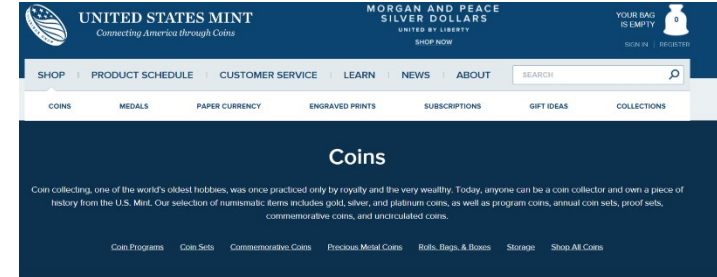 UNITED STATES MINT
Connecting America through Coins
MORGAN AND PEACE
SILVER DOLLARS
UNITED BY LIBERTY
SHOP NOW
YOUR BAG
IS EMPTY
0
SIGN IN | REGISTER
SHOP | PRODUCT SCHEDULE | CUSTOMER SERVICE | LEARN | NEWS | ABOUT SEARCH
COINS MEDALS PAPER CURRENCY ENGRAVED PRINTS SUBSCRIPTIONS GIFT IDEAS COLLECTIONS
Coins
Coin collecting, one of the world's oldest hobbies, was once practiced only by royalty and the very wealthy. Today, anyone can be a coin collector and own a piece of
history from the U.S. Mint. Our selection of numismatic items includes gold, silver, and platinum coins, as well as program coins, annual coin sets, proof sets,
commemorative coins, and uncirculated coins.
Coin Programs Coin Sets Commemorative Coins Precious Metal Coins Rolls, Bags, & Boxes Storage Shop All Coins